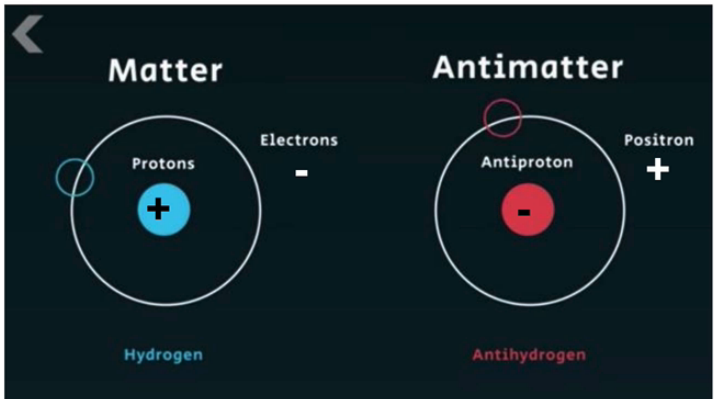 Matter
Antimatter
Electrons
-
Protons
+
Positron
+
Antiproton
-
Hydrogen
Antihydrogen